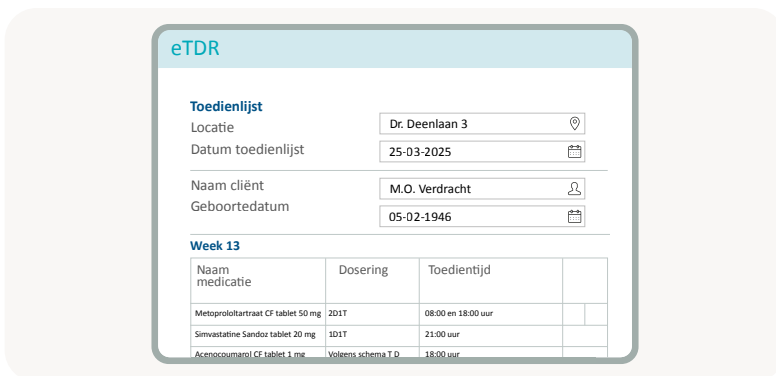 eTDR
Toedienlijst
Locatie Dr. Deenlaan 3
Datum toedienlijst 25-03-2025
Naam cliënt M.O. Verdracht
Geboortedatum 05-02-1946
Week 13
Naam medicatie Dosering Toedientijd
Metoprololtartraat CF tablet 50 mg 2D1T 08:00 en 18:00 uur
Simvastatine Sandoz tablet 20 mg 1D1T 21:00 uur
Acenocoumarol CF tablet 1 mg Volgens schema T D 18:00 uur